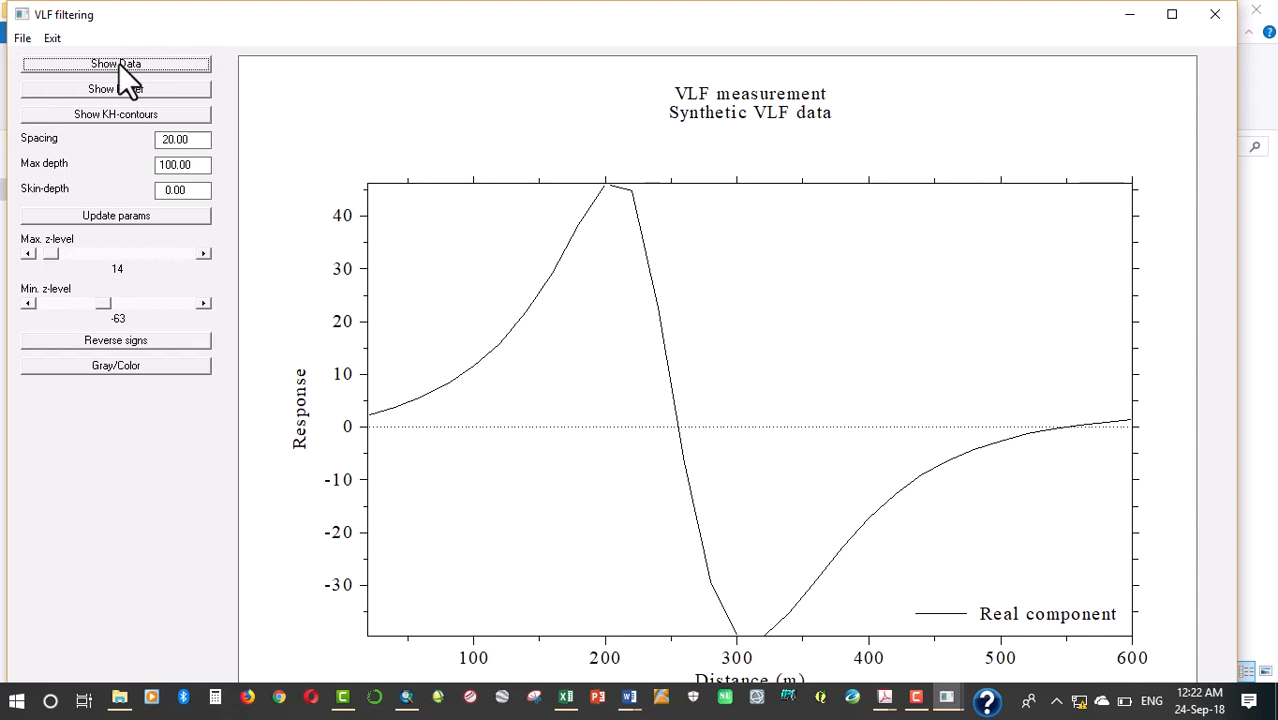 VLF filtering
File Exit
Show Data
Show
Show KH-contours
Spacing 20.00
Max depth 100.00
Skin-depth 0.00
Update params
Max. z-level
14
Min. z-level
-63
Reverse signs
Gray/Color
VLF measurement
Synthetic VLF data
40
30
20
10
0
-10
-20
-30
Response
Real component
100 200 300 400 500 600
Distance (m)
ENG
12:22 AM
24-Sep-18